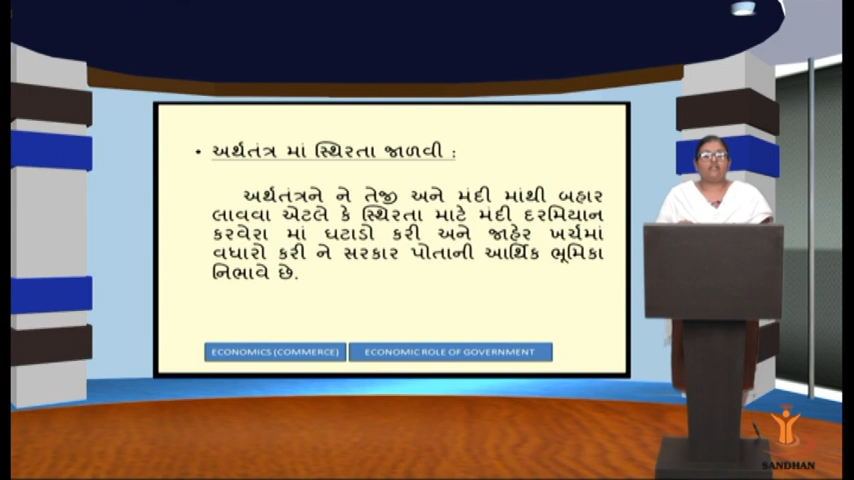 • અર્થતંત્ર માં સ્થિરતા જાળવી :
અર્થતંત્રને ને તેજી અને મંદી માંથી બહાર
લાવવા એટલે કે સ્થિરતા માટે મંદી દરમિયાન
કરવેરા માં ઘટાડો કરી અને જાહેર ખર્ચમાં
વધારો કરી ને સરકાર પોતાની આર્થિક ભૂમિકા
નિભાવે છે.
ECONOMICS (COMMERCE) ECONOMIC ROLE OF GOVERNMENT
SANDHAN